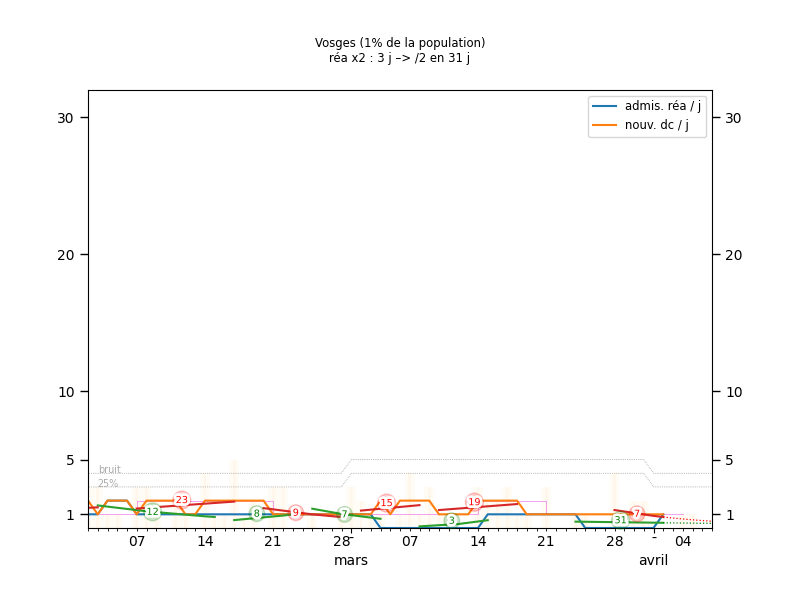 Vosges (1% de la population)
réa x2 : 3 j –> /2 en 31 j
admis. réa / j
nouv. dc / j
30 30
20 20
10 10
5 5
1 1
bruit
25%
12 23 8 9 7 15 3 19 31 7
07 14 21 28 07 14 21 28 - 04
mars avril